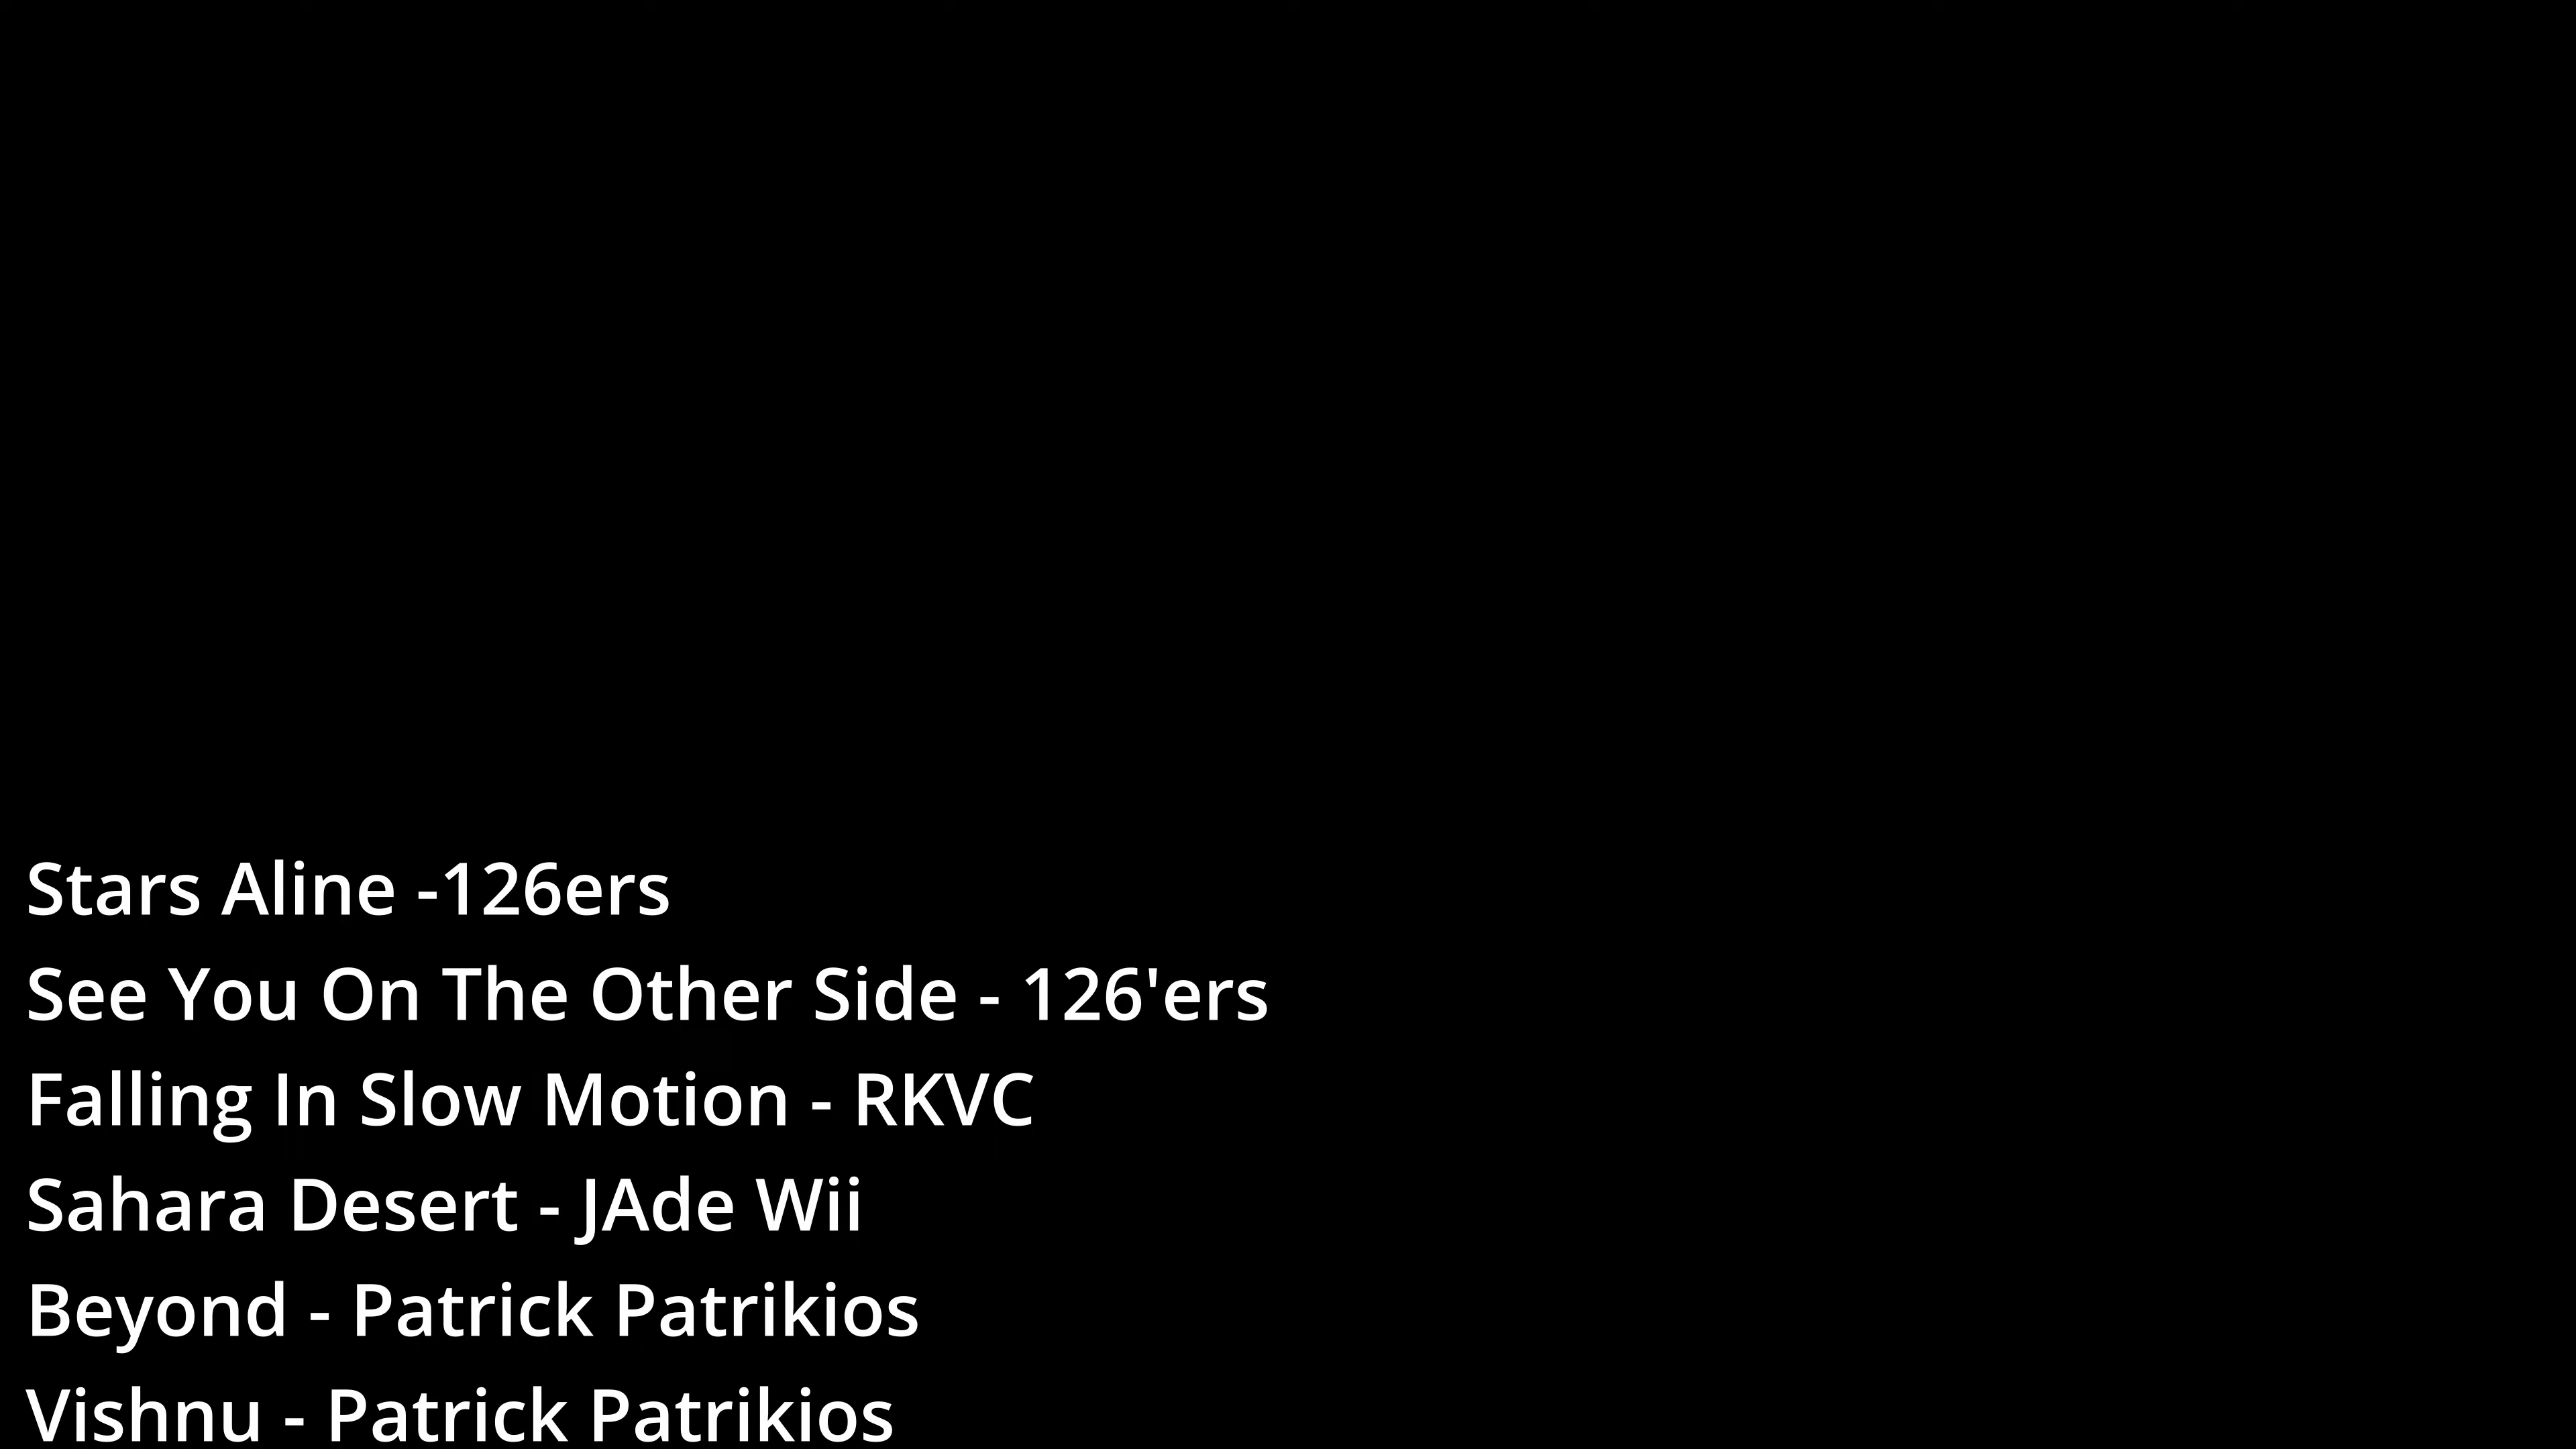 Stars Aline -126ers
See You On The Other Side - 126'ers
Falling In Slow Motion - RKVC
Sahara Desert - JAde Wii
Beyond - Patrick Patrikios
Vishnu - Patrick Patrikios